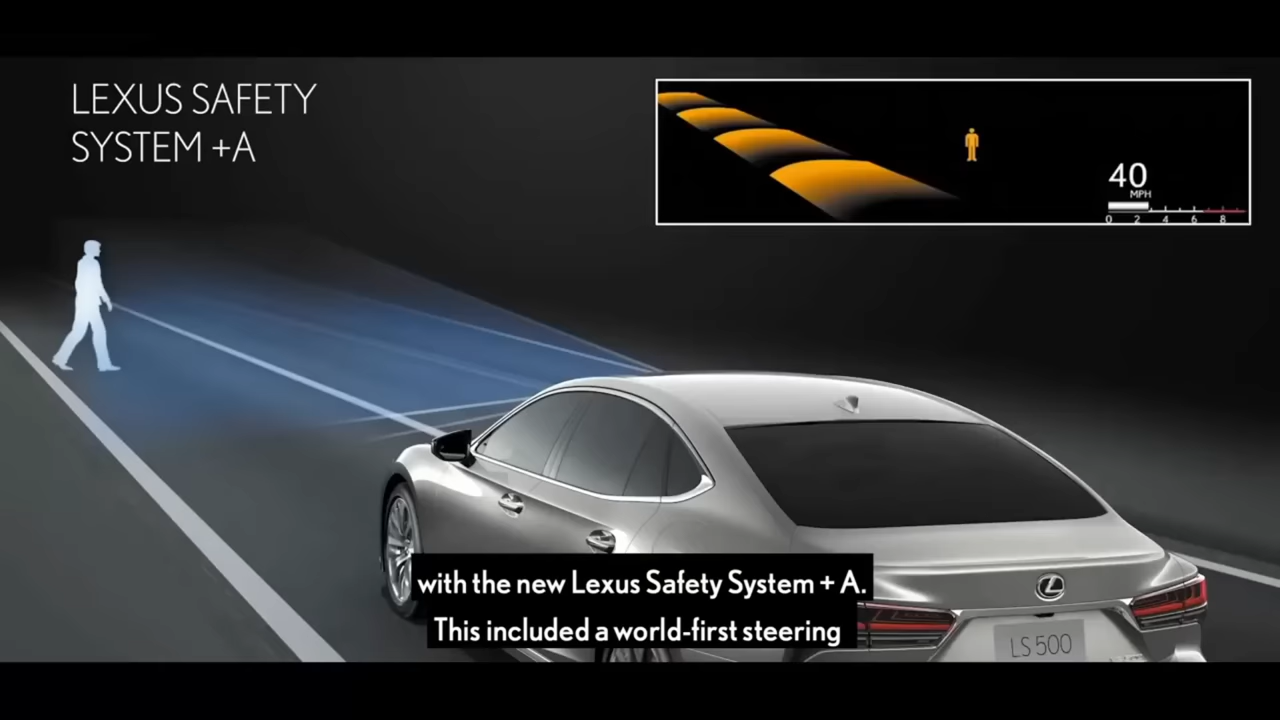 LEXUS SAFETY
SYSTEM +A
40
MPH
0 2 4 6 8
with the new Lexus Safety System + A.
This included a world-first steering
LS 500